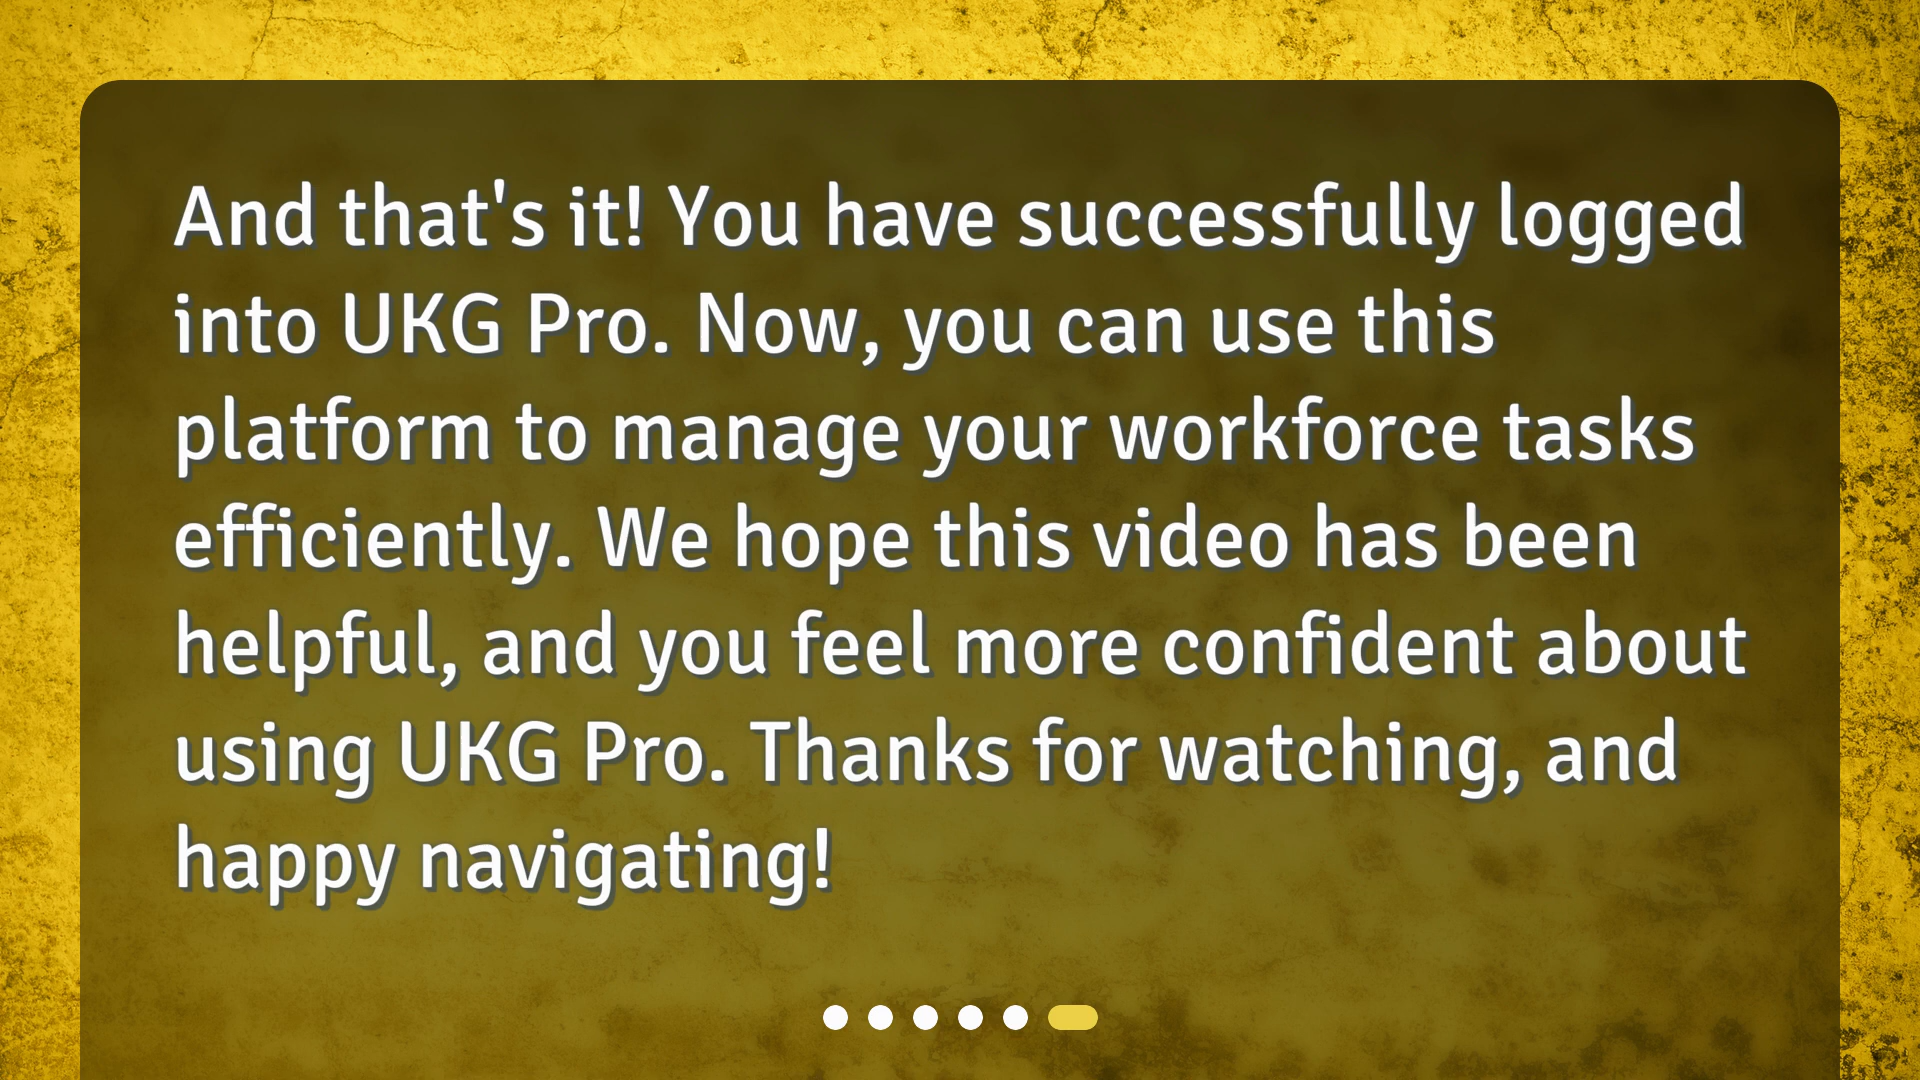 And that's it! You have successfully logged
into UKG Pro. Now, you can use this
platform to manage your workforce tasks
efficiently. We hope this video has been
helpful, and you feel more confident about
using UKG Pro. Thanks for watching, and
happy navigating!